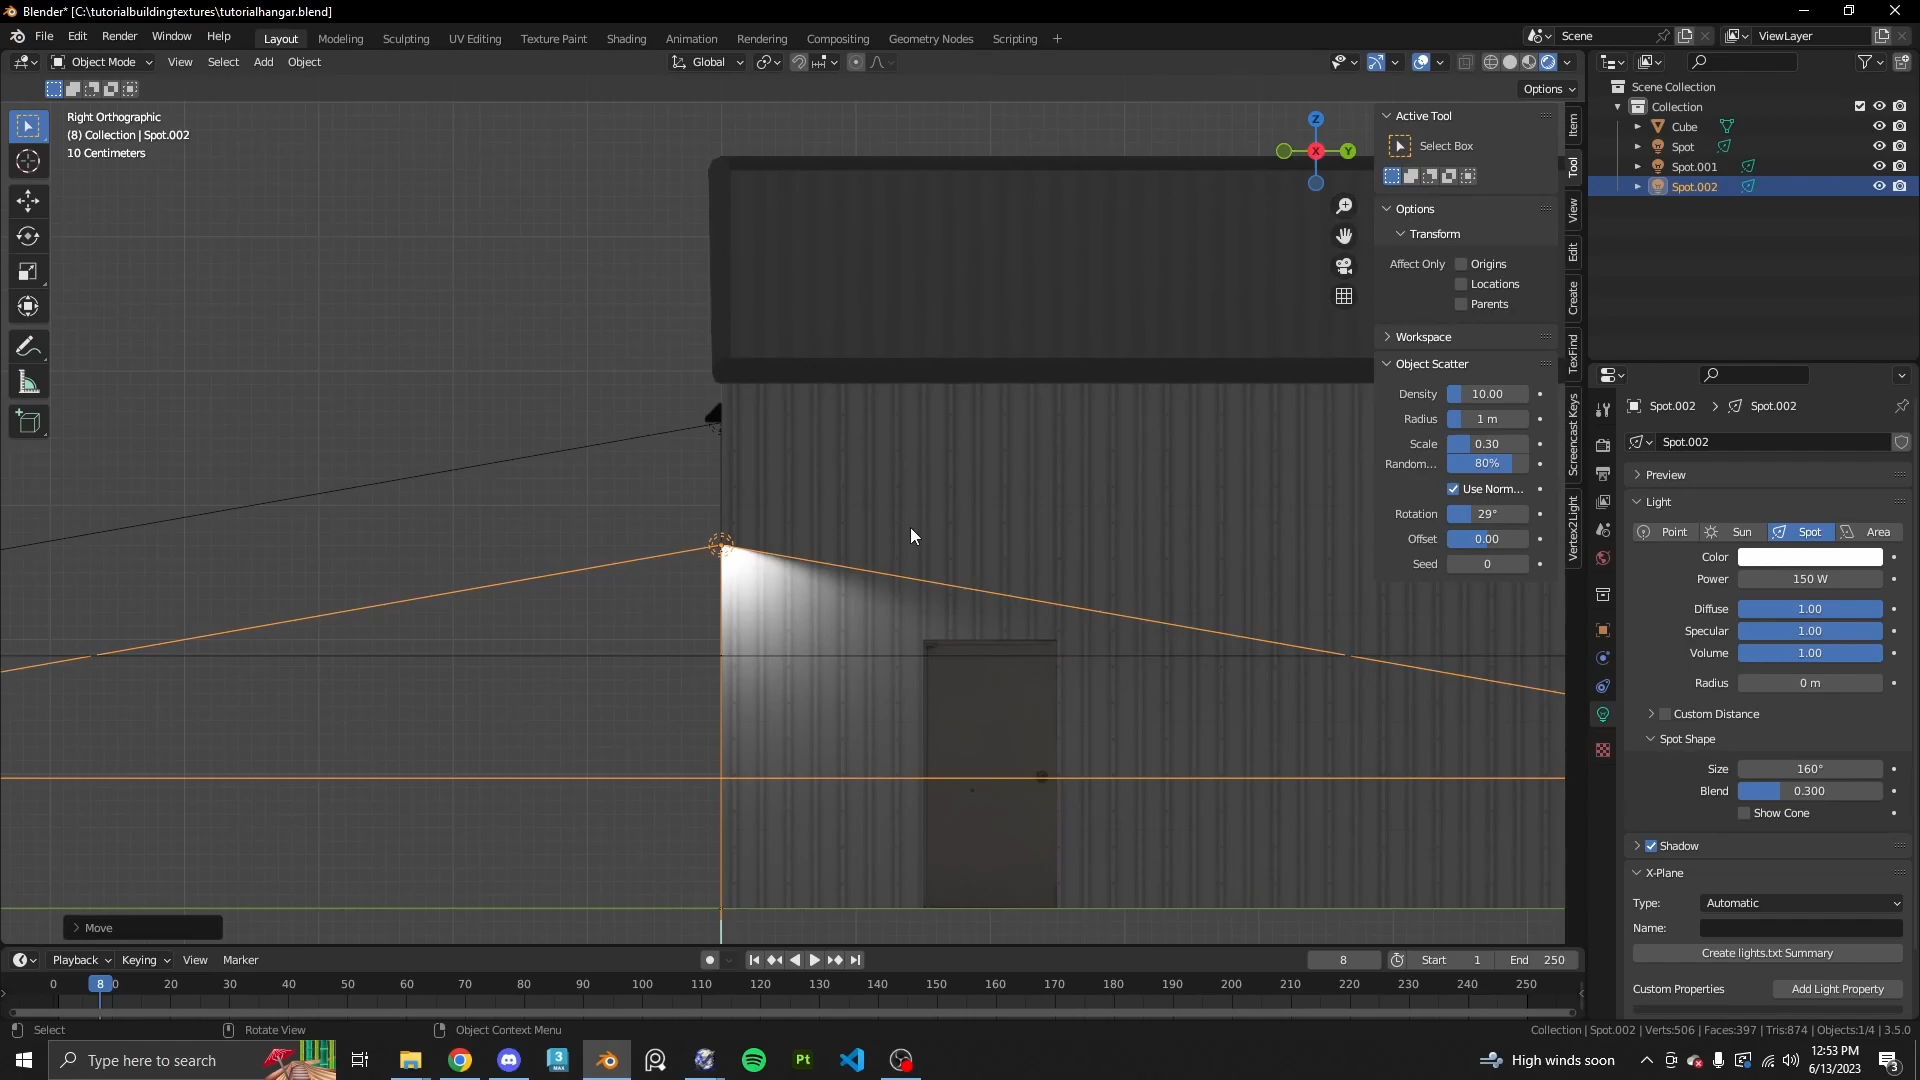 Blender* [C:\tutorialbuildingtextures\tutorialhangar.blend]
File Edit Render Window Help Layout Modeling Sculpting UV Editing Texture Paint Shading Animation Rendering Compositing Geometry Nodes Scripting + Scene ViewLayer
Object Mode View Select Add Object Global
Options
Right Orthographic
(8) Collection | Spot.002
10 Centimeters
Z
X
Y
Active Tool
Select Box
Options
Transform
Affect Only Origins
Locations
Parents
Workspace
Object Scatter
Density 10.00
Radius 1 m
Scale 0.30
Random... 80%
Use Norm...
Rotation 29°
Offset 0.00
Seed 0
Item
Tool
View
Edit
Create
TexFind
Screencast Keys
Vertex2Light
Scene Collection
Collection
Cube
Spot
Spot.001
Spot.002
Spot.002 > Spot.002
Spot.002
Preview
Light
Point Sun Spot Area
Color
Power 150 W
Diffuse 1.00
Specular 1.00
Volume 1.00
Radius 0 m
Custom Distance
Spot Shape
Size 160°
Blend 0.300
Show Cone
Shadow
X-Plane
Type: Automatic
Name:
Create lights.txt Summary
Custom Properties Add Light Property
Move
Playback Keying View Marker 8 Start 1 End 250
0 8 20 30 40 50 60 70 80 90 100 110 120 130 140 150 160 170 180 190 200 210 220 230 240 250
Select Rotate View Object Context Menu Collection | Spot.002 | Verts:506 | Faces:397 | Tris:874 | Objects:1/4 | 3.5.0
Type here to search
3
MAX
Pt
High winds soon
12:53 PM
6/13/2023
3